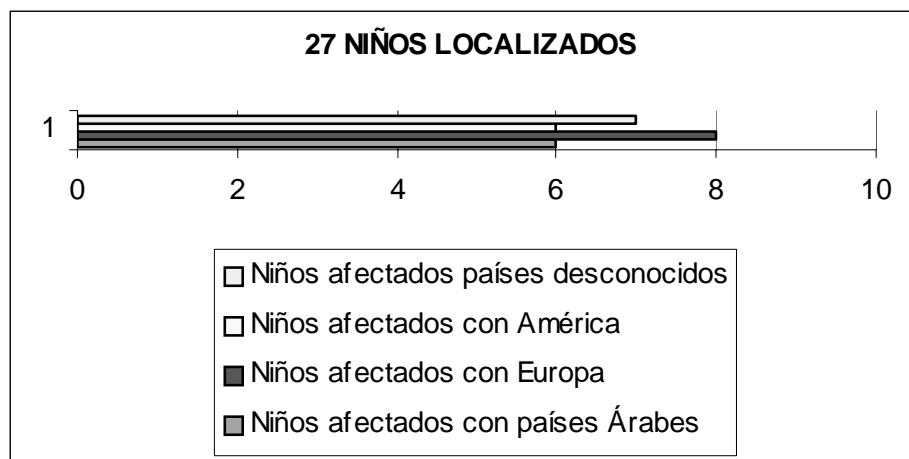 27 NIÑOS LOCALIZADOS
1
0 2 4 6 8 10
Niños afectados países desconocidos
Niños afectados con América
Niños afectados con Europa
Niños afectados con países Árabes